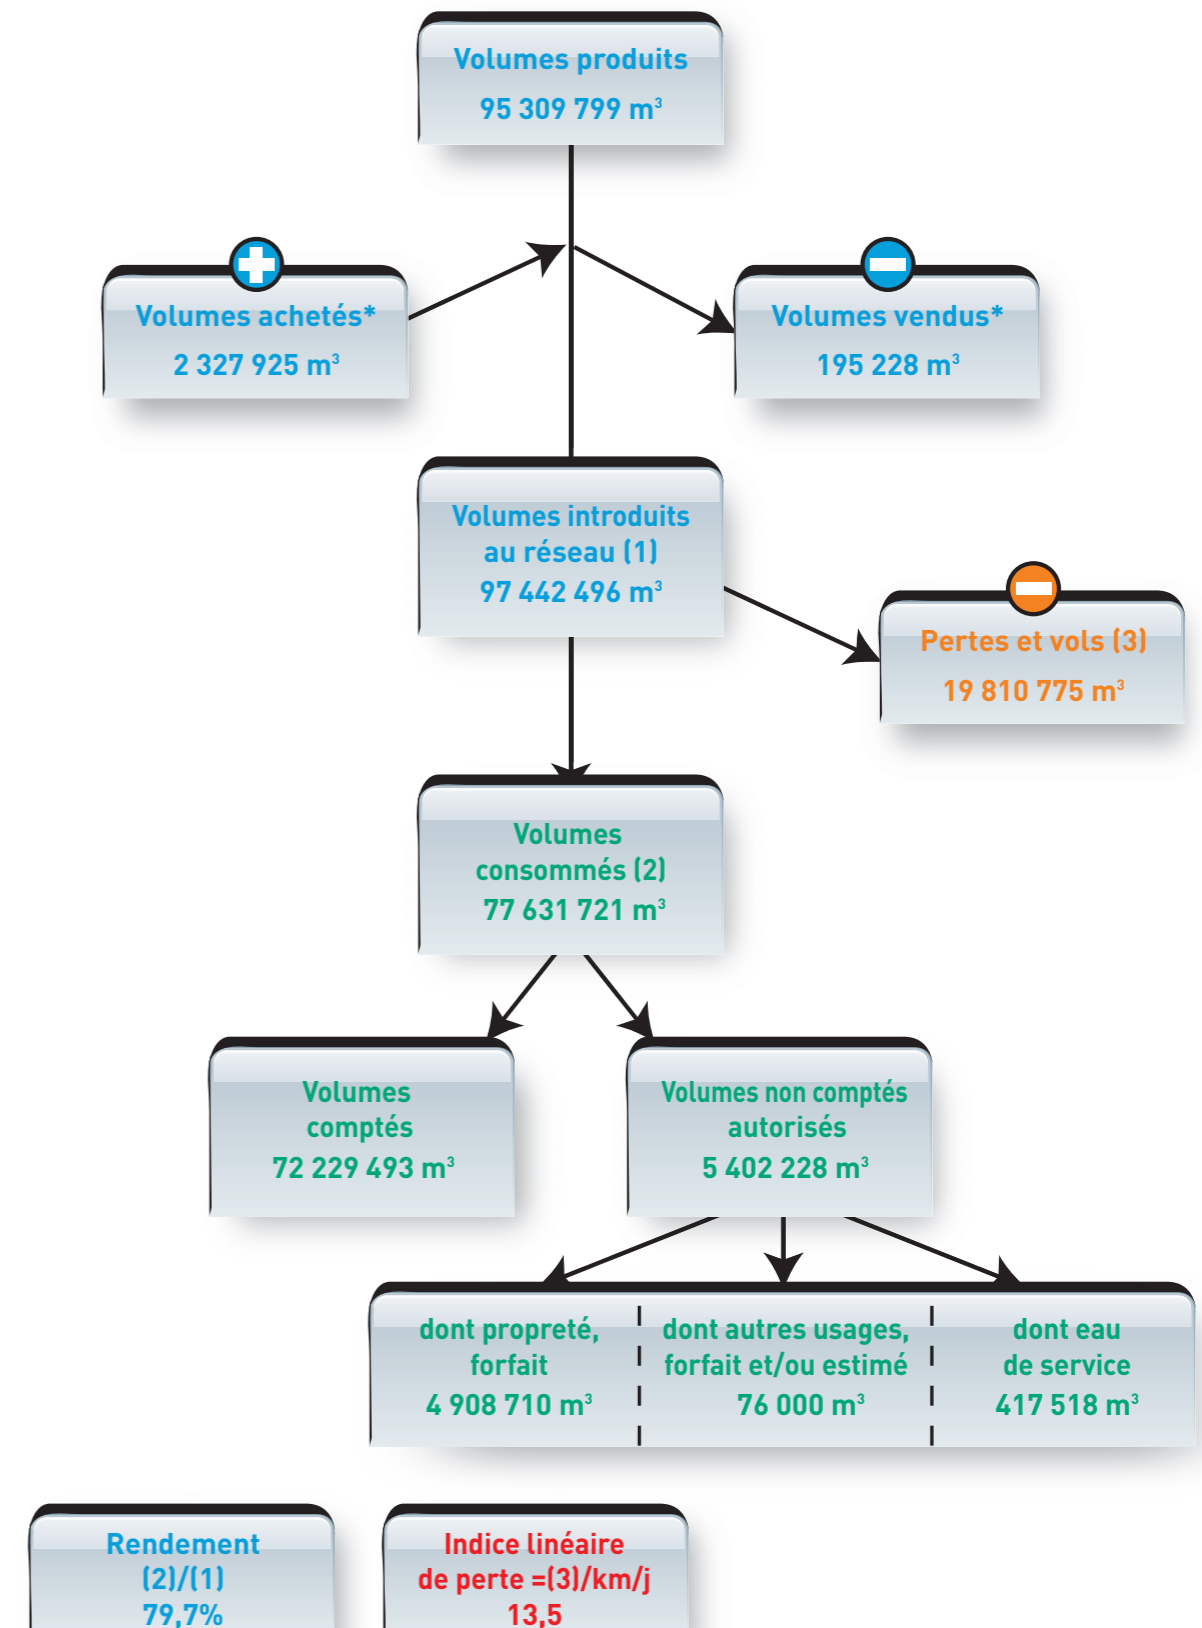 Volumes produits
95 309 799 m³
Volumes achetés*
2 327 925 m³
Volumes vendus*
195 228 m³
Volumes introduits
au réseau (1)
97 442 496 m³
Pertes et vols (3)
19 810 775 m³
Volumes
consommés (2)
77 631 721 m³
Volumes
comptés
72 229 493 m³
Volumes non comptés
autorisés
5 402 228 m³
dont propreté,
forfait
4 908 710 m³
dont autres usages,
forfait et/ou estimé
76 000 m³
dont eau
de service
417 518 m³
Rendement
(2)/(1)
79,7%
Indice linéaire
de perte =(3)/km/j
13,5